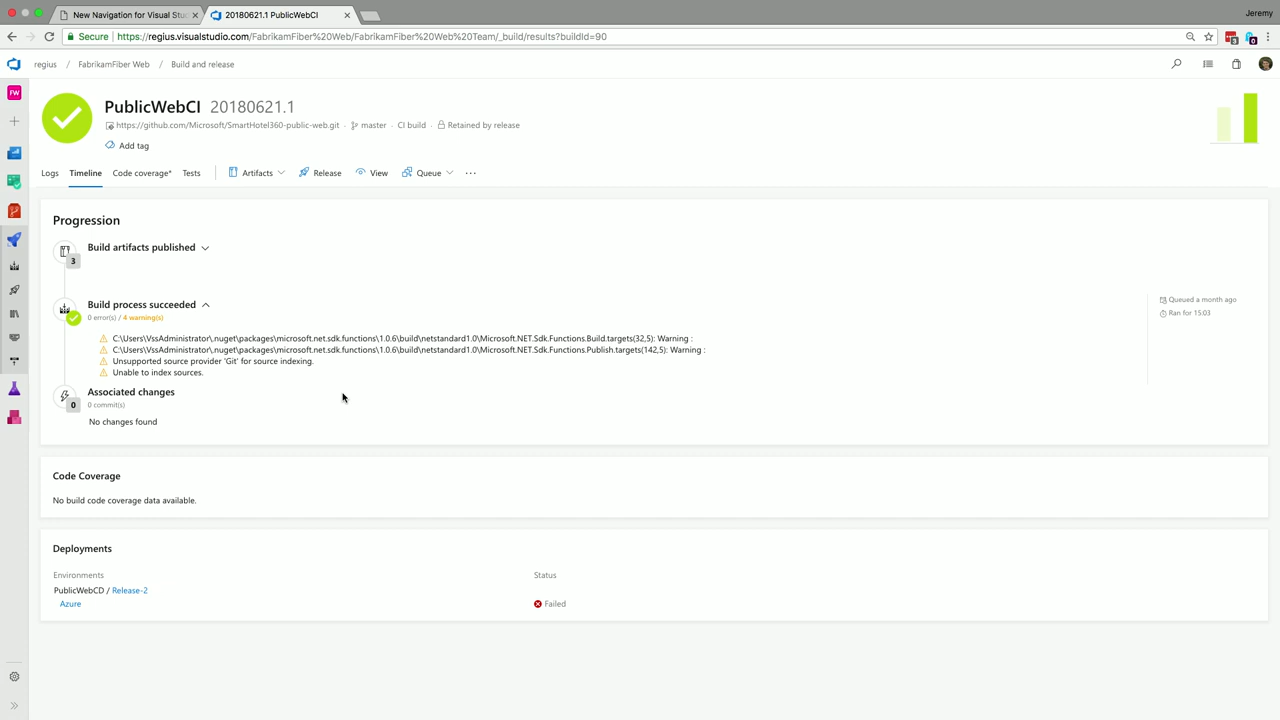 New Navigation for Visual Stu
20180621.1 PublicWebCI
Jeremy
Secure
https://regius.visualstudio.com/FabrikamFiber%20Web/FabrikamFiber%20Web%20Team/_build/results?buildId=90
3
0
regius / FabrikamFiber Web / Build and release
FW
PublicWebCI 20180621.1
https://github.com/Microsoft/SmartHotel360-public-web.git · master · CI build · Retained by release
Add tag
Logs Timeline Code coverage* Tests Artifacts Release View Queue ...
Progression
Build artifacts published
3
Build process succeeded
0 error(s) / 4 warning(s)
Queued a month ago
Ran for 15:03
C:\Users\VssAdministrator\.nuget\packages\microsoft.net.sdk.functions\1.0.6\build\netstandard1.0\Microsoft.NET.Sdk.Functions.Build.targets(32,5): Warning :
C:\Users\VssAdministrator\.nuget\packages\microsoft.net.sdk.functions\1.0.6\build\netstandard1.0\Microsoft.NET.Sdk.Functions.Publish.targets(142,5): Warning :
Unsupported source provider 'Git' for source indexing.
Unable to index sources.
Associated changes
0
0 commit(s)
No changes found
Code Coverage
No build code coverage data available.
Deployments
Environments Status
PublicWebCD / Release-2
Azure Failed